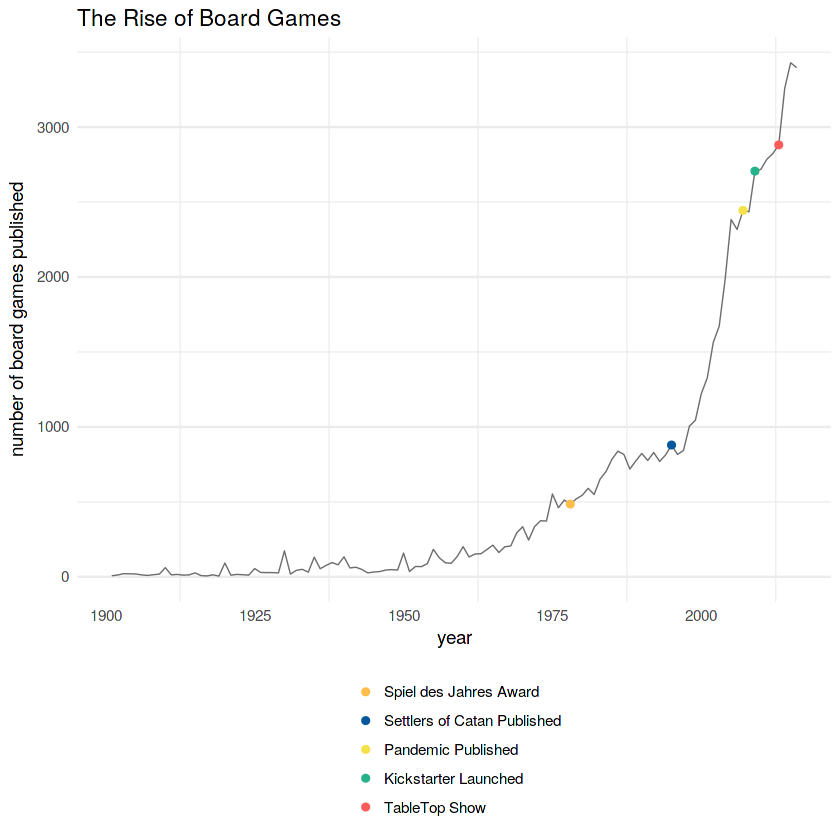 The Rise of Board Games
number of board games published
3000
2000
1000
0
1900 1925 1950 1975 2000
year
Spiel des Jahres Award
Settlers of Catan Published
Pandemic Published
Kickstarter Launched
TableTop Show